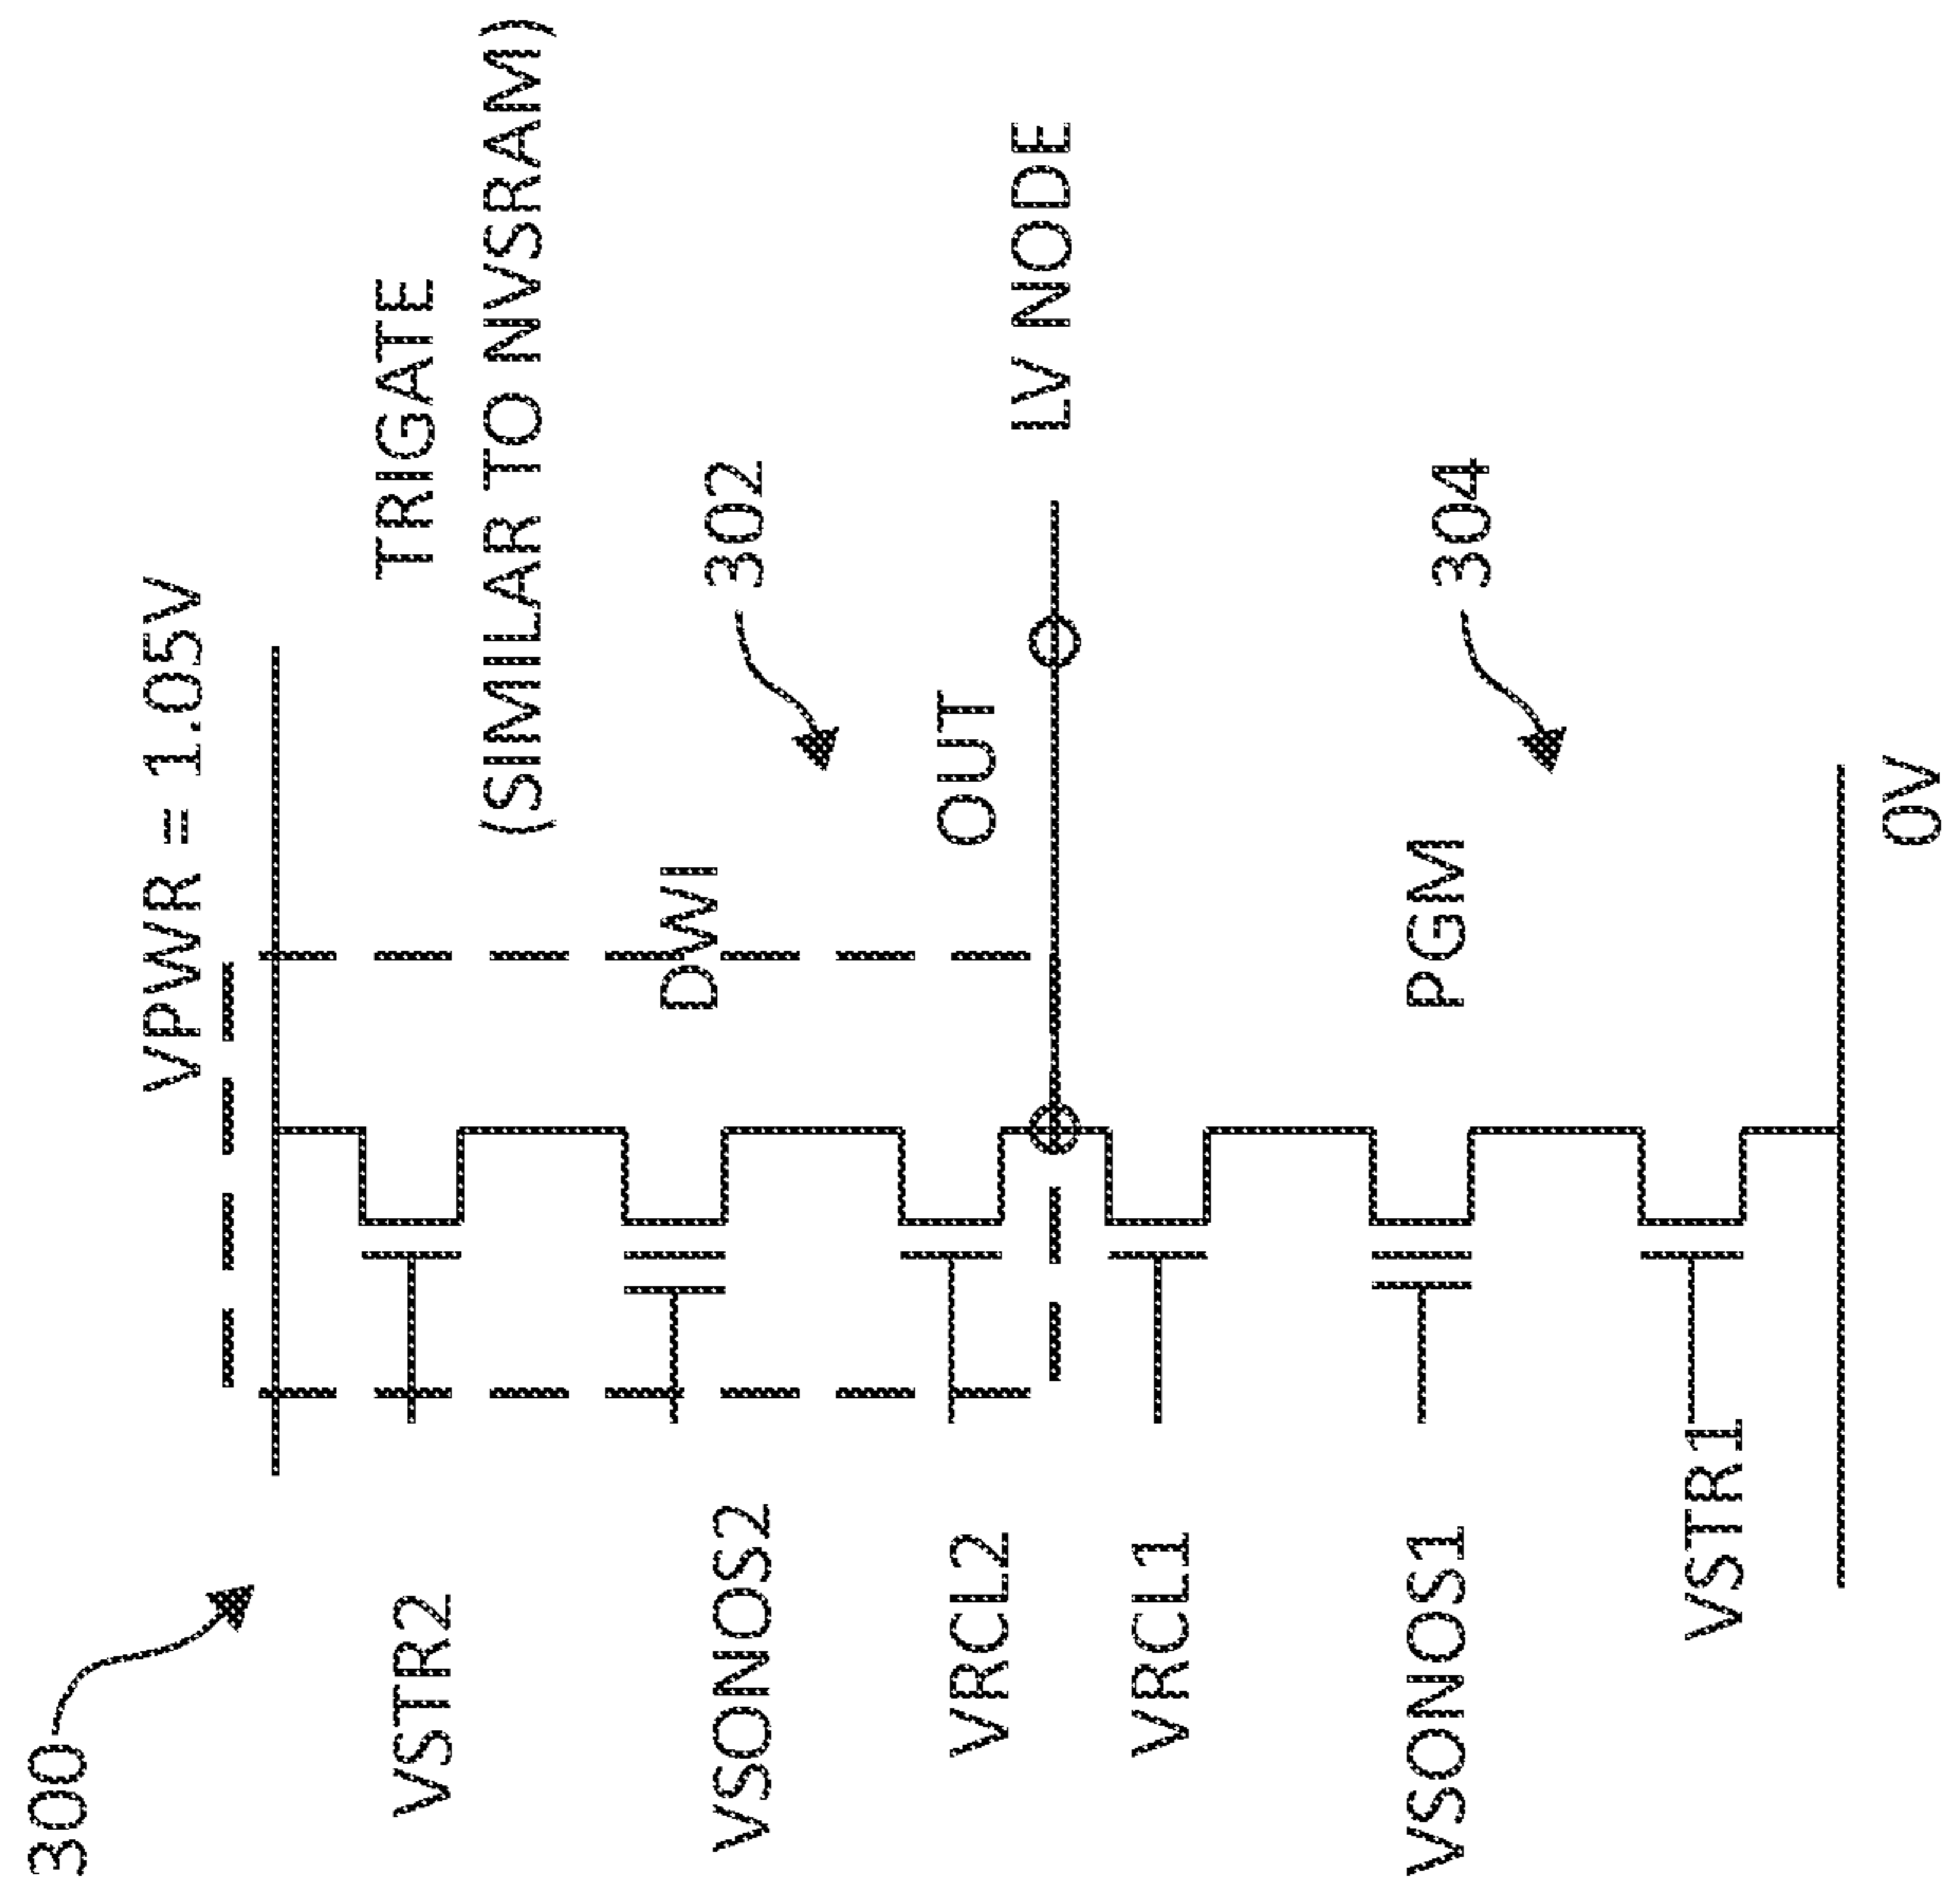 300
VPWR = 1.05V
VSTR2
TRIGATE
(SIMILAR TO NVSRAM)
VSONOS2
DWI
302
VRCL2
OUT
LV NODE
VRCL1
VSONOS1
PGM
304
VSTR1
0V